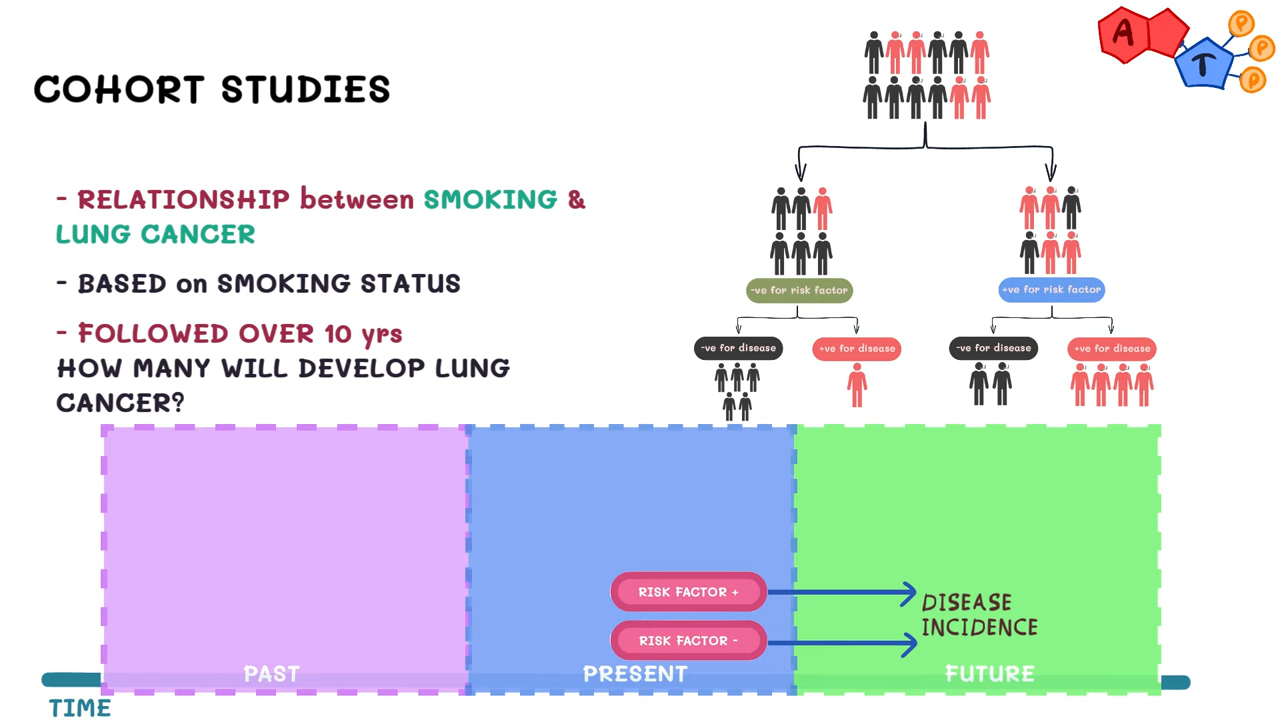 A
T
P
P
P
COHORT STUDIES
- RELATIONSHIP between SMOKING &
LUNG CANCER
- BASED on SMOKING STATUS
- FOLLOWED OVER 10 yrs
HOW MANY WILL DEVELOP LUNG
CANCER?
-ve for risk factor
+ve for risk factor
-ve for disease
+ve for disease
-ve for disease
+ve for disease
RISK FACTOR +
RISK FACTOR -
DISEASE
INCIDENCE
PAST
PRESENT
FUTURE
TIME